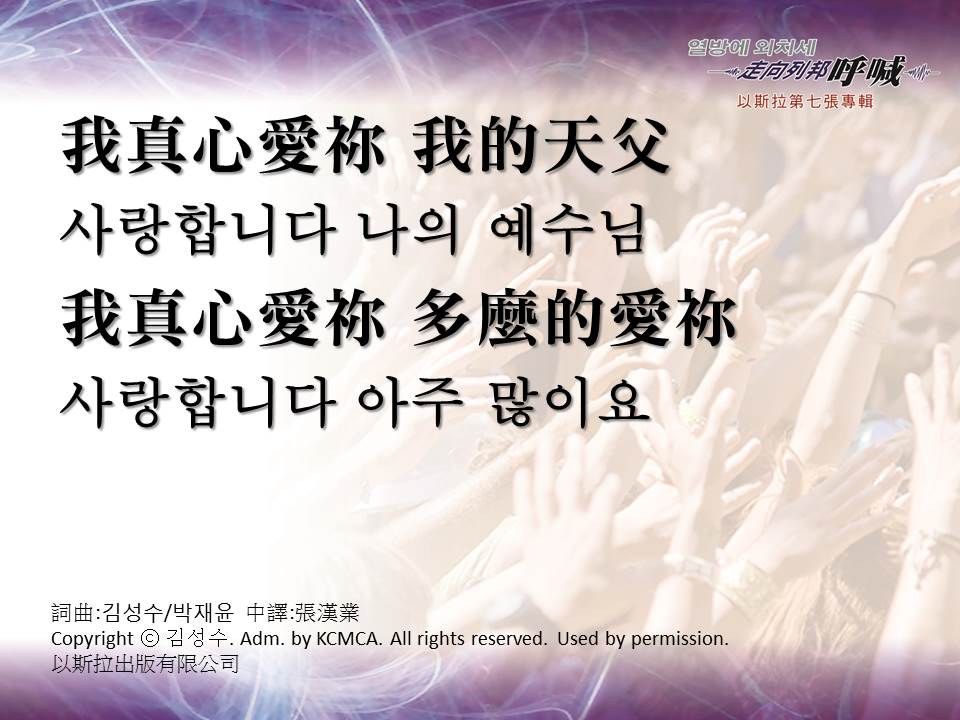 열방에 외치세
走向列邦呼喊
以斯拉第七張專輯
我真心愛祢 我的天父
사랑합니다 나의 예수님
我真心愛祢 多麼的愛祢
사랑합니다 아주 많이요
詞曲:김성수/박재윤 中譯:張漢業
Copyright ⓒ 김성수. Adm. by KCMCA. All rights reserved. Used by permission.
以斯拉出版有限公司